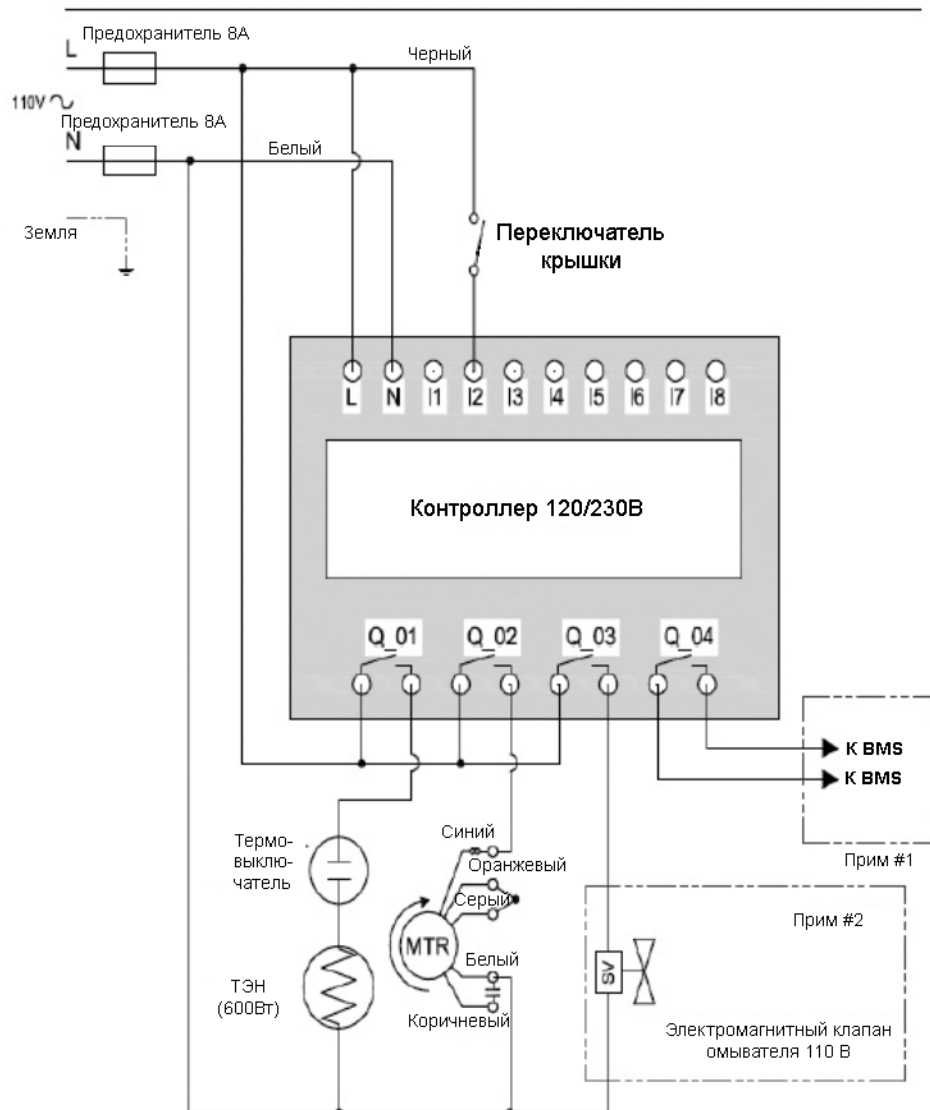 Предохранитель 8А
L
Черный
110V
Предохранитель 8А
N
Белый
Земля
Переключатель
крышки
L N I1 I2 I3 I4 I5 I6 I7 I8
Контроллер 120/230В
Q_01 Q_02 Q_03 Q_04
К BMS
К BMS
Прим #1
Термо-
выклю-
чатель
Синий
Оранжевый
Серый
MTR
Белый
Коричневый
ТЭН
(600Вт)
Прим #2
SV
Электромагнитный клапан
омывателя 110 В